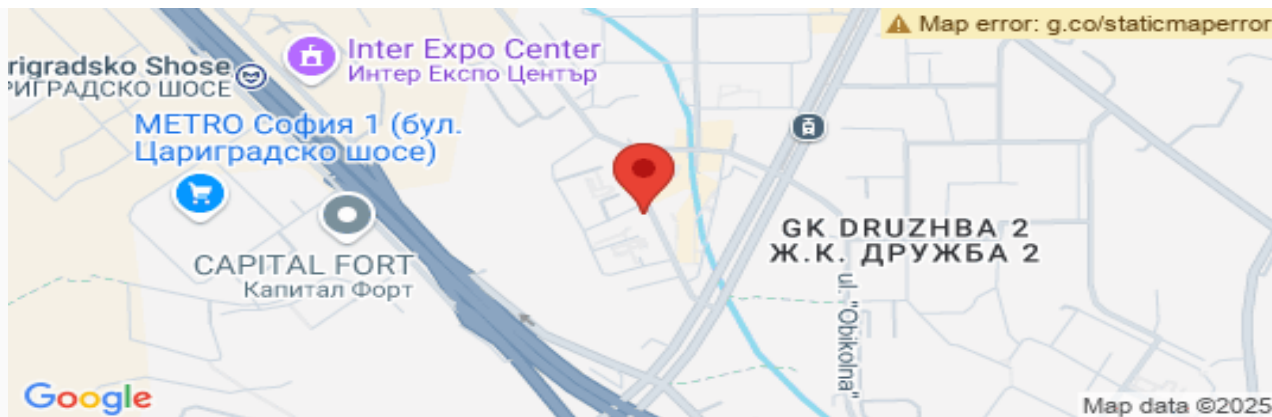 Map error: g.co/staticmaperror
Inter Expo Center
Интер Експо Център
rigradsko Shose
РИГРАДСКО ШОСЕ
METRO София 1 (бул.
Цариградско шосе)
GK DRUZHBA 2
Ж.К. ДРУЖБА 2
CAPITAL FORT
Капитал Форт
ul. "Obikolna"
Google
Map data ©2025